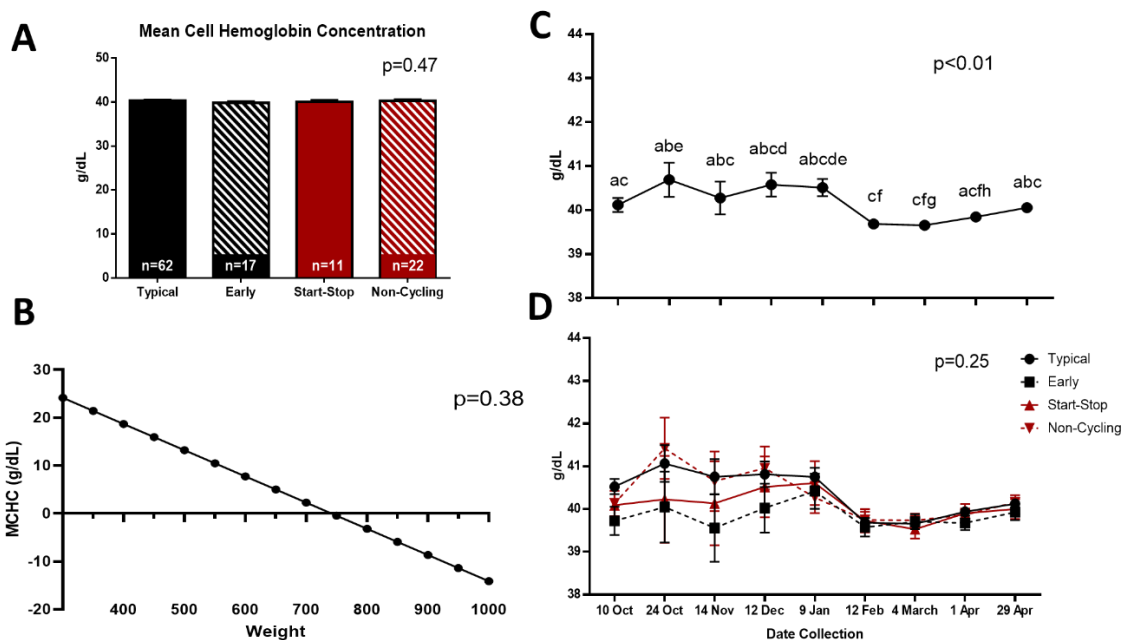 A
Mean Cell Hemoglobin Concentration
p=0.47
g/dL
50
40
30
20
10
0
n=62 n=17 n=11 n=22
Typical Early Start-Stop Non-Cycling
B
p=0.38
MCHC (g/dL)
30
20
10
0
-10
-20
400 500 600 700 800 900 1000
Weight
C
p<0.01
g/dL
44
43
42
41
40
39
38
ac abe abc abcd abcde cf cfg acfh abc
D
p=0.25
g/dL
44
43
42
41
40
39
38
Typical
Early
Start-Stop
Non-Cycling
10 Oct 24 Oct 14 Nov 12 Dec 9 Jan 12 Feb 4 March 1 Apr 29 Apr
Date Collection